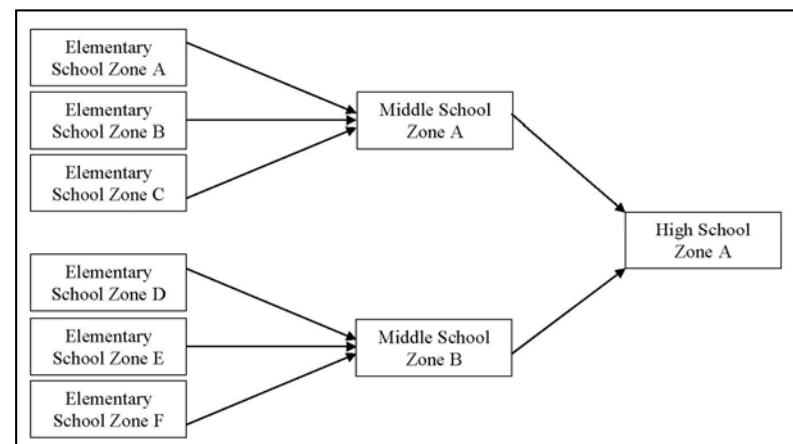 Elementary
School Zone A
Elementary
School Zone B
Elementary
School Zone C
Middle School
Zone A
High School
Zone A
Elementary
School Zone D
Elementary
School Zone E
Elementary
School Zone F
Middle School
Zone B